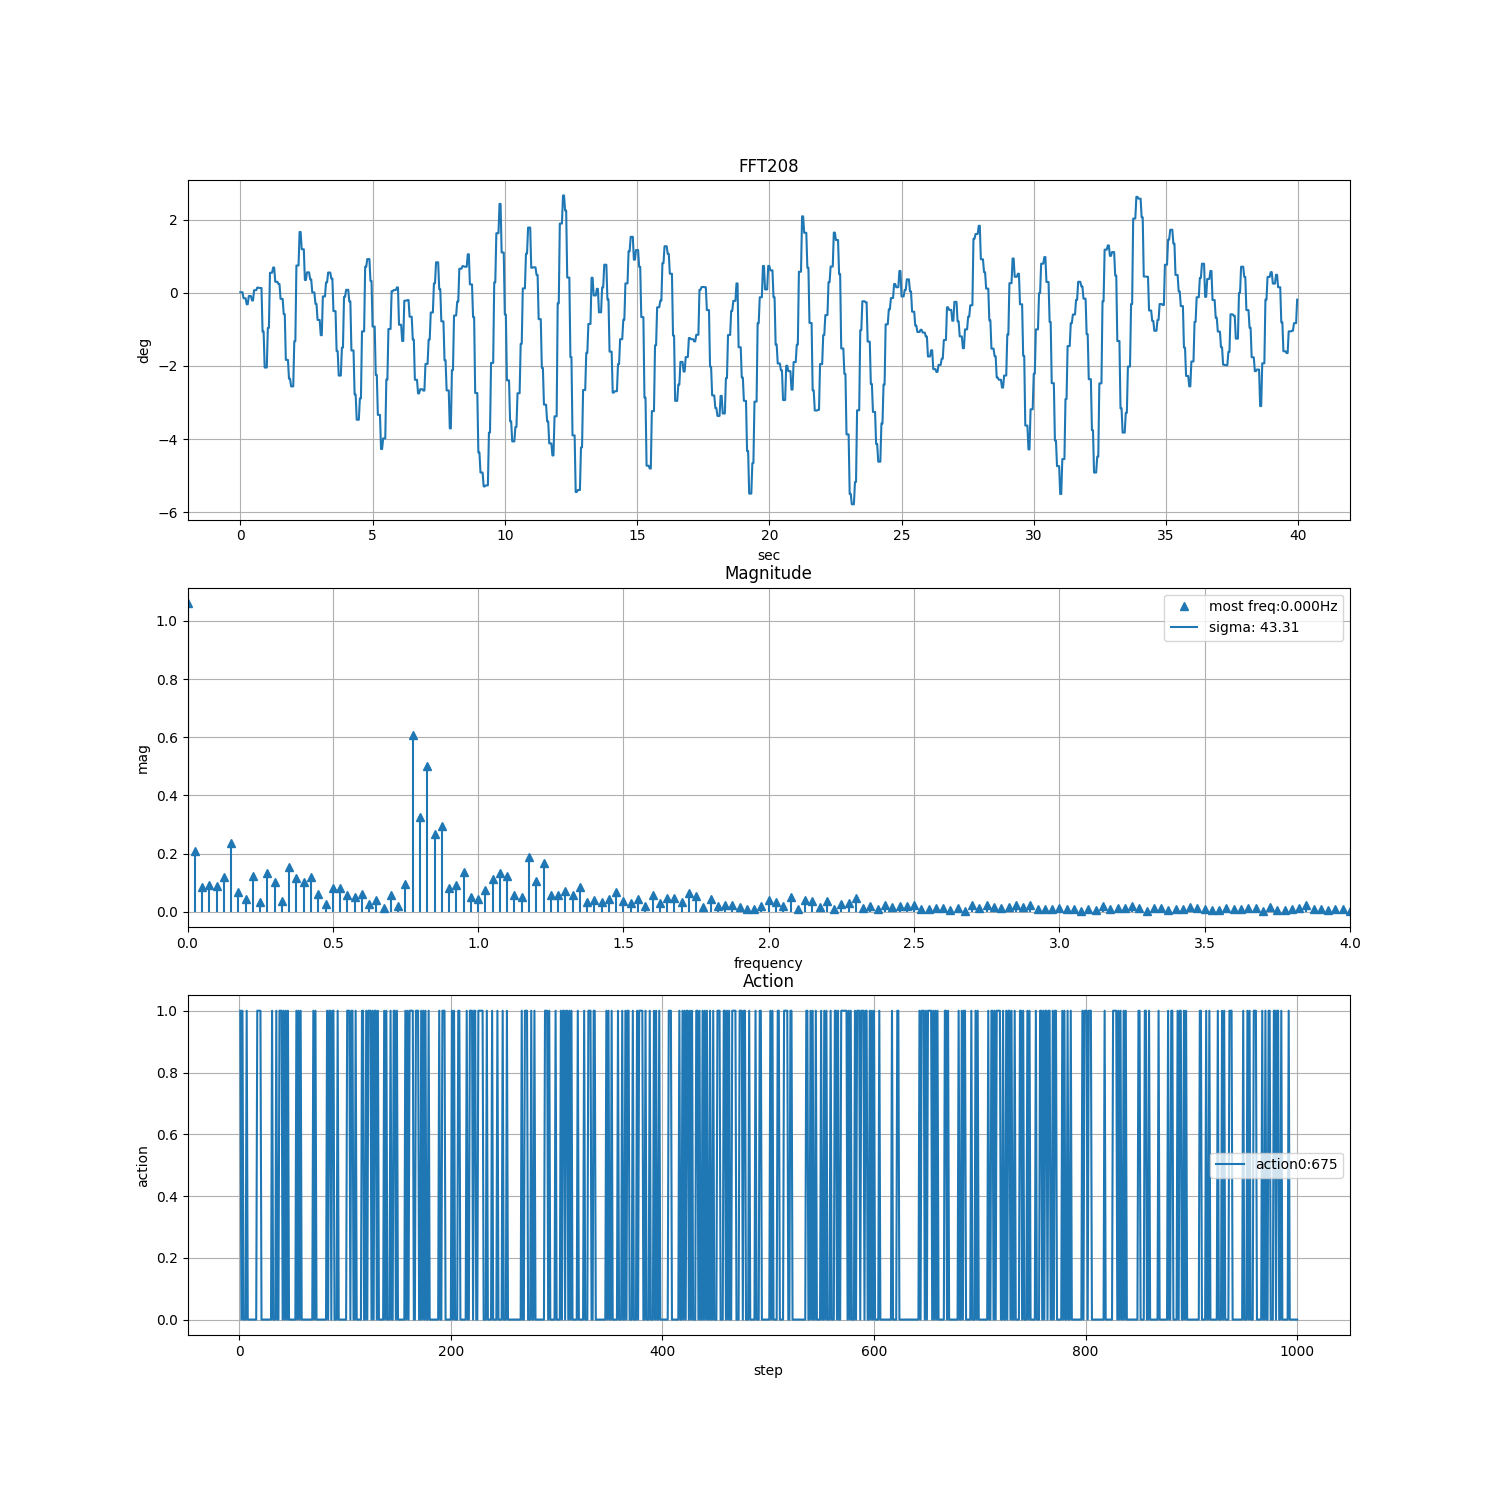 FFT208
2
0
−2
−4
−6
deg
0 5 10 15 20 25 30 35 40
sec
Magnitude
1.0
0.8
0.6
0.4
0.2
0.0
mag
most freq:0.000Hz
sigma: 43.31
0.0 0.5 1.0 1.5 2.0 2.5 3.0 3.5 4.0
frequency
Action
1.0
0.8
0.6
0.4
0.2
0.0
action
action0:675
0 200 400 600 800 1000
step